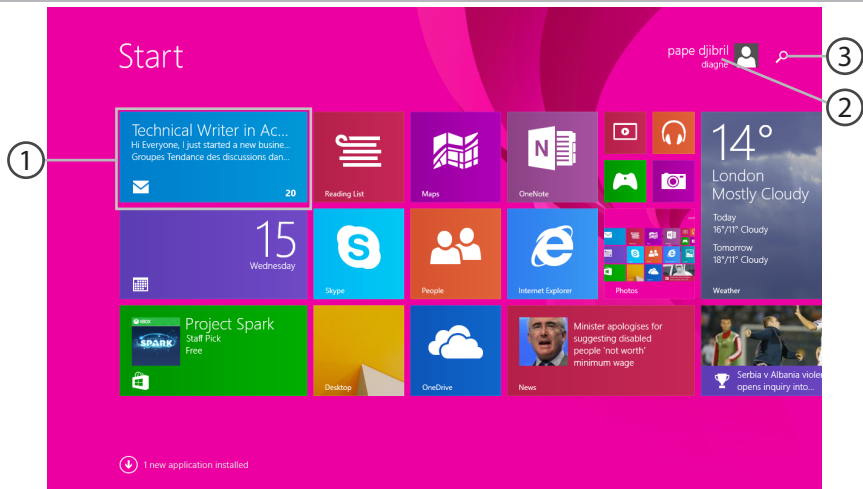 Start
pape djibril
diagne
3
2
1
Technical Writer in Ac...
Hi Everyone, I just started a new busine...
Groupes Tendance des discussions dan...
20
Reading List
Maps
OneNote
14°
London
Mostly Cloudy
Today
16°/11° Cloudy
Tomorrow
18°/11° Cloudy
Weather
15
Wednesday
Skype
People
Internet Explorer
Photos
XBOX
SPARK
Project Spark
Staff Pick
Free
Desktop
OneDrive
Minister apologises for
suggesting disabled
people 'not worth'
minimum wage
News
Serbia v Albania violen
opens inquiry into...
1 new application installed